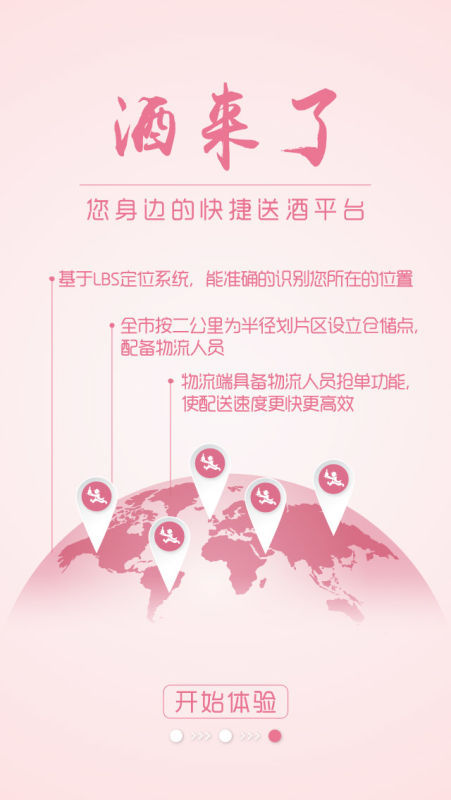 酒来了
您身边的快捷送酒平台
基于LBS定位系统，能准确的识别您所在的位置
全市按二公里为半径划片区设立仓储点，
配备物流人员
物流端具备物流人员抢单功能，
使配送速度更快更高效
开始体验